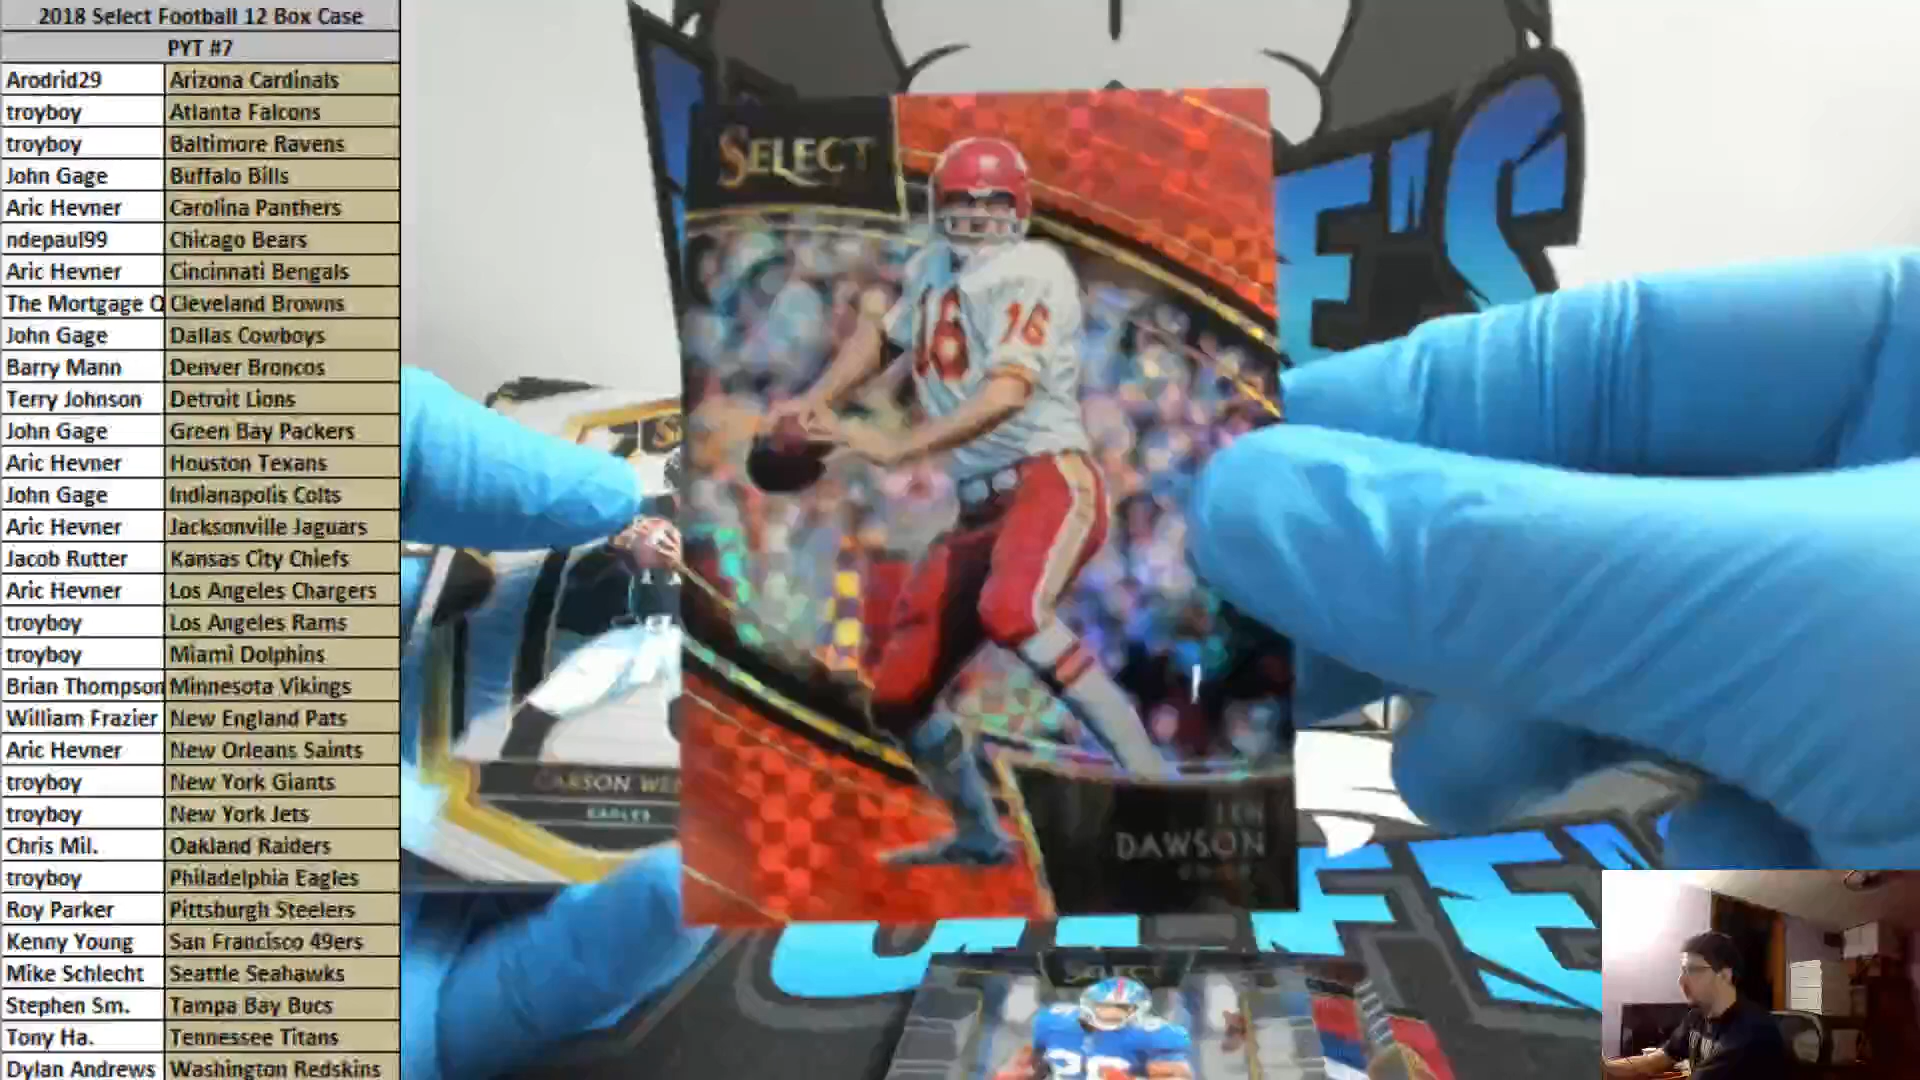 2018 Select Football 12 Box Case
PYT #7
Arodrid29 Arizona Cardinals
troyboy Atlanta Falcons
troyboy Baltimore Ravens
John Gage Buffalo Bills
Aric Hevner Carolina Panthers
ndepaul99 Chicago Bears
Aric Hevner Cincinnati Bengals
The Mortgage Cleveland Browns
John Gage Dallas Cowboys
Barry Mann Denver Broncos
Terry Johnson Detroit Lions
John Gage Green Bay Packers
Aric Hevner Houston Texans
John Gage Indianapolis Colts
Aric Hevner Jacksonville Jaguars
Jacob Rutter Kansas City Chiefs
Aric Hevner Los Angeles Chargers
troyboy Los Angeles Rams
troyboy Miami Dolphins
Brian Thompson Minnesota Vikings
William Frazier New England Pats
Aric Hevner New Orleans Saints
troyboy New York Giants
troyboy New York Jets
Chris Mil. Oakland Raiders
troyboy Philadelphia Eagles
Roy Parker Pittsburgh Steelers
Kenny Young San Francisco 49ers
Mike Schlecht Seattle Seahawks
Stephen Sm. Tampa Bay Bucs
Tony Ha. Tennessee Titans
Dylan Andrews Washington Redskins
SELECT
16 16
LEN
DAWSON
CARSON
EAGLES
SELECT
E'S